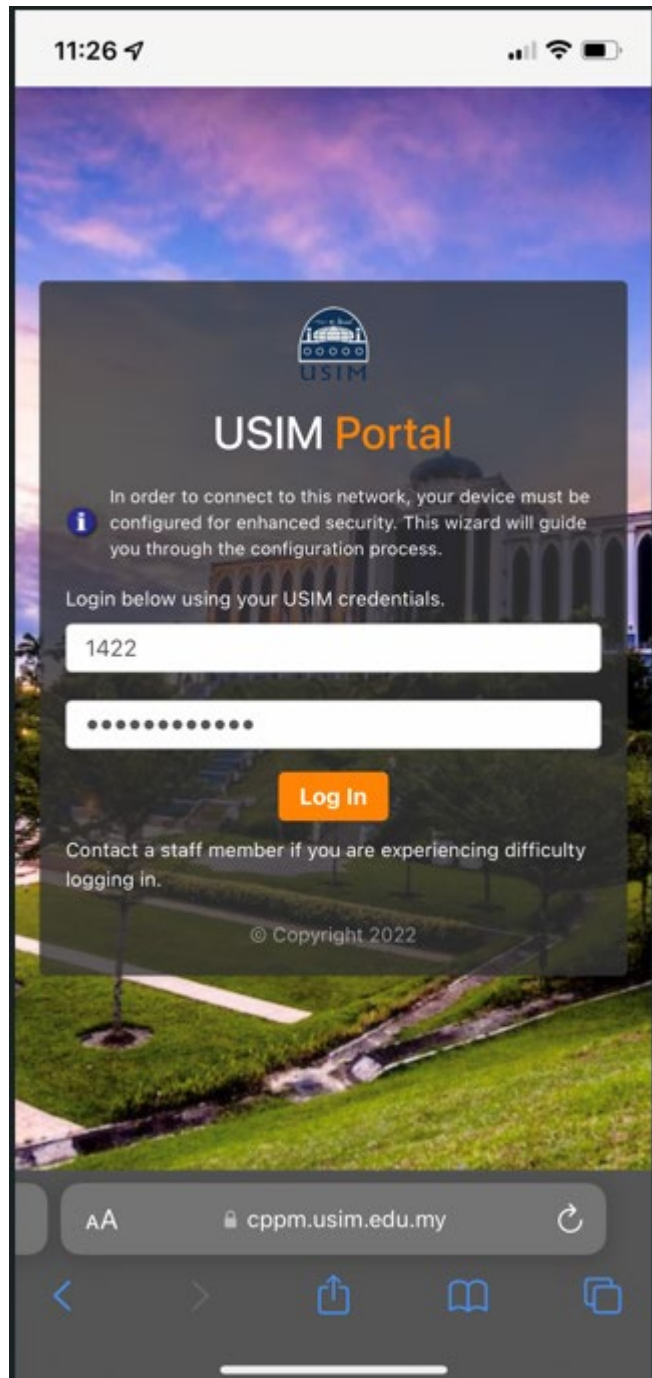 11:26
USIM
USIM Portal
In order to connect to this network, your device must be
configured for enhanced security. This wizard will guide
you through the configuration process.
Login below using your USIM credentials.
1422
••••••••••••
Log In
Contact a staff member if you are experiencing difficulty
logging in.
© Copyright 2022
AA cppm.usim.edu.my